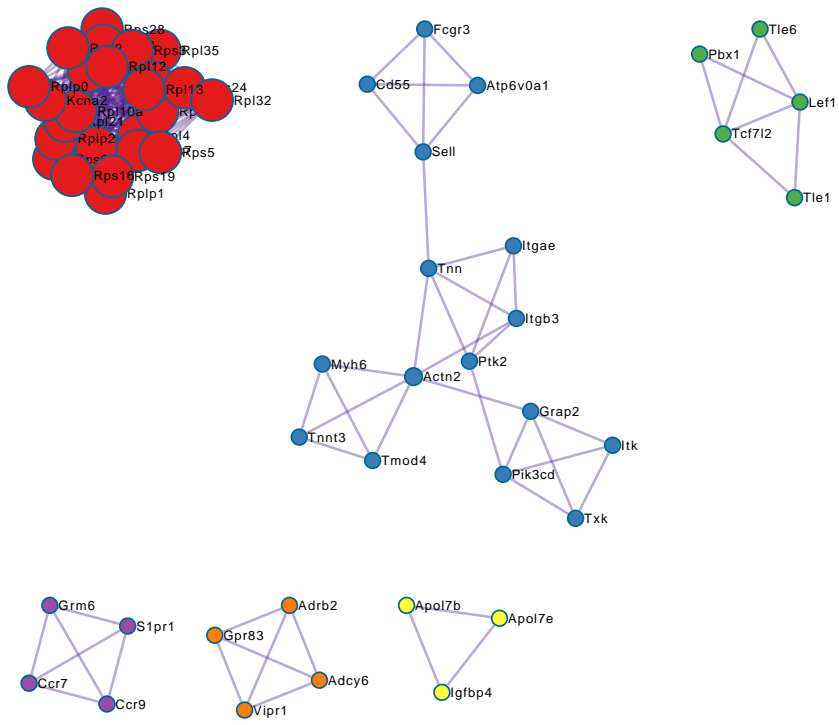 Rps28
Rps3
Rpl35
Rpl12
Rplp0
Kcna2
Rpl13
Rpl32
Rpl10a
Rplp2
Rps5
Rps16
Rps19
Rplp1
Fcgr3
Cd55
Atp6v0a1
Sell
Tle6
Pbx1
Lef1
Tcf7l2
Tle1
Itgae
Tnn
Itgb3
Ptk2
Myh6
Actn2
Grap2
Tnnt3
Itk
Tmod4
Pik3cd
Txk
Grm6
S1pr1
Ccr7
Ccr9
Adrb2
Gpr83
Adcy6
Vipr1
Apol7b
Apol7e
Igfbp4